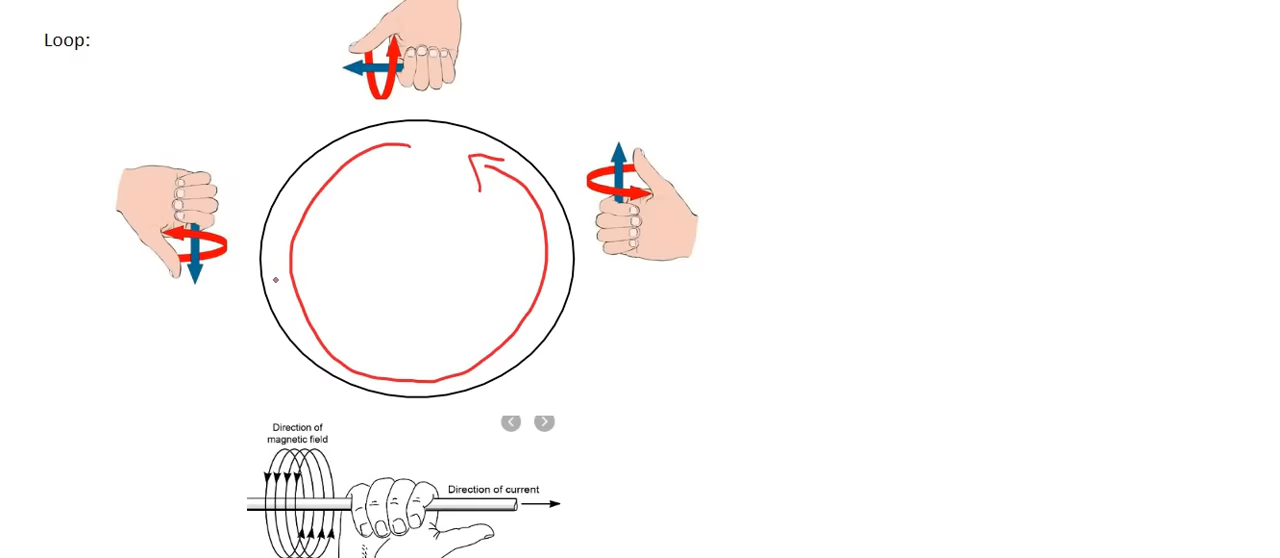 Loop:
Direction of
magnetic field
Direction of current